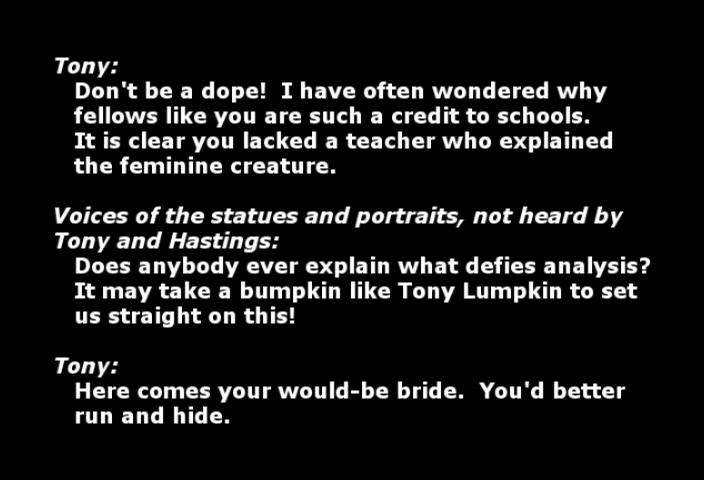 Tony:
Don't be a dope!  I have often wondered why
fellows like you are such a credit to schools.
It is clear you lacked a teacher who explained
the feminine creature.
Voices of the statues and portraits, not heard by
Tony and Hastings:
Does anybody ever explain what defies analysis?
It may take a bumpkin like Tony Lumpkin to set
us straight on this!
Tony:
Here comes your would-be bride.  You'd better
run and hide.